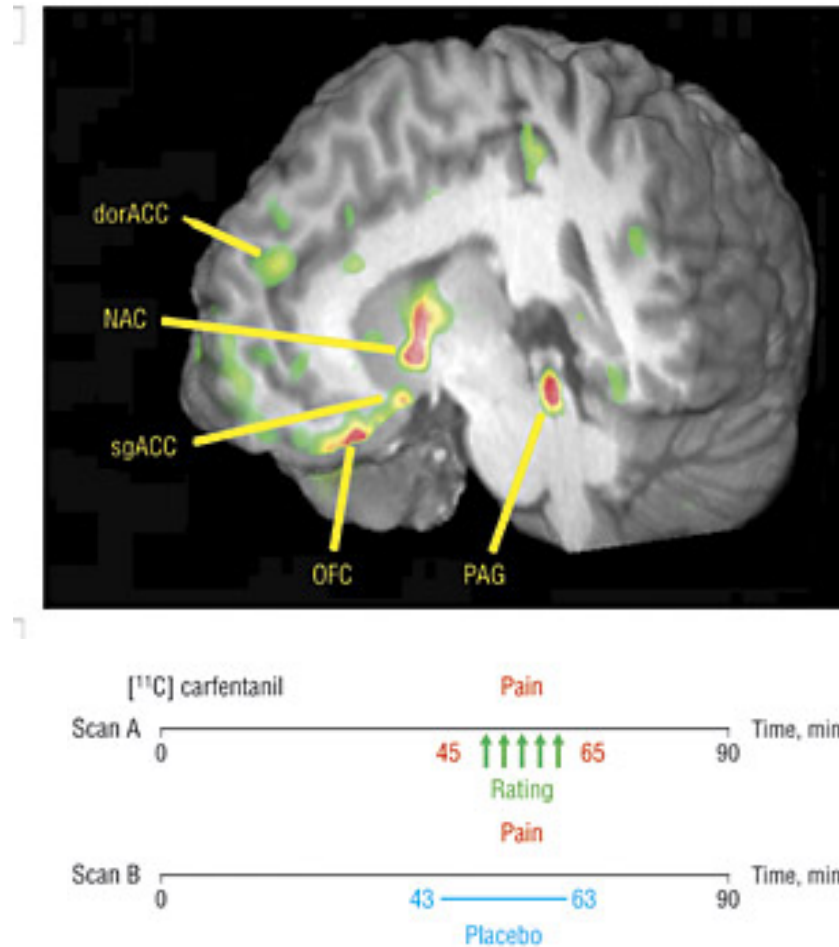 dorACC
NAC
sgACC
OFC
PAG
[¹¹C] carfentanil
Pain
Scan A
Time, min
0
45
65
90
Rating
Pain
Scan B
Time, min
0
43
63
90
Placebo